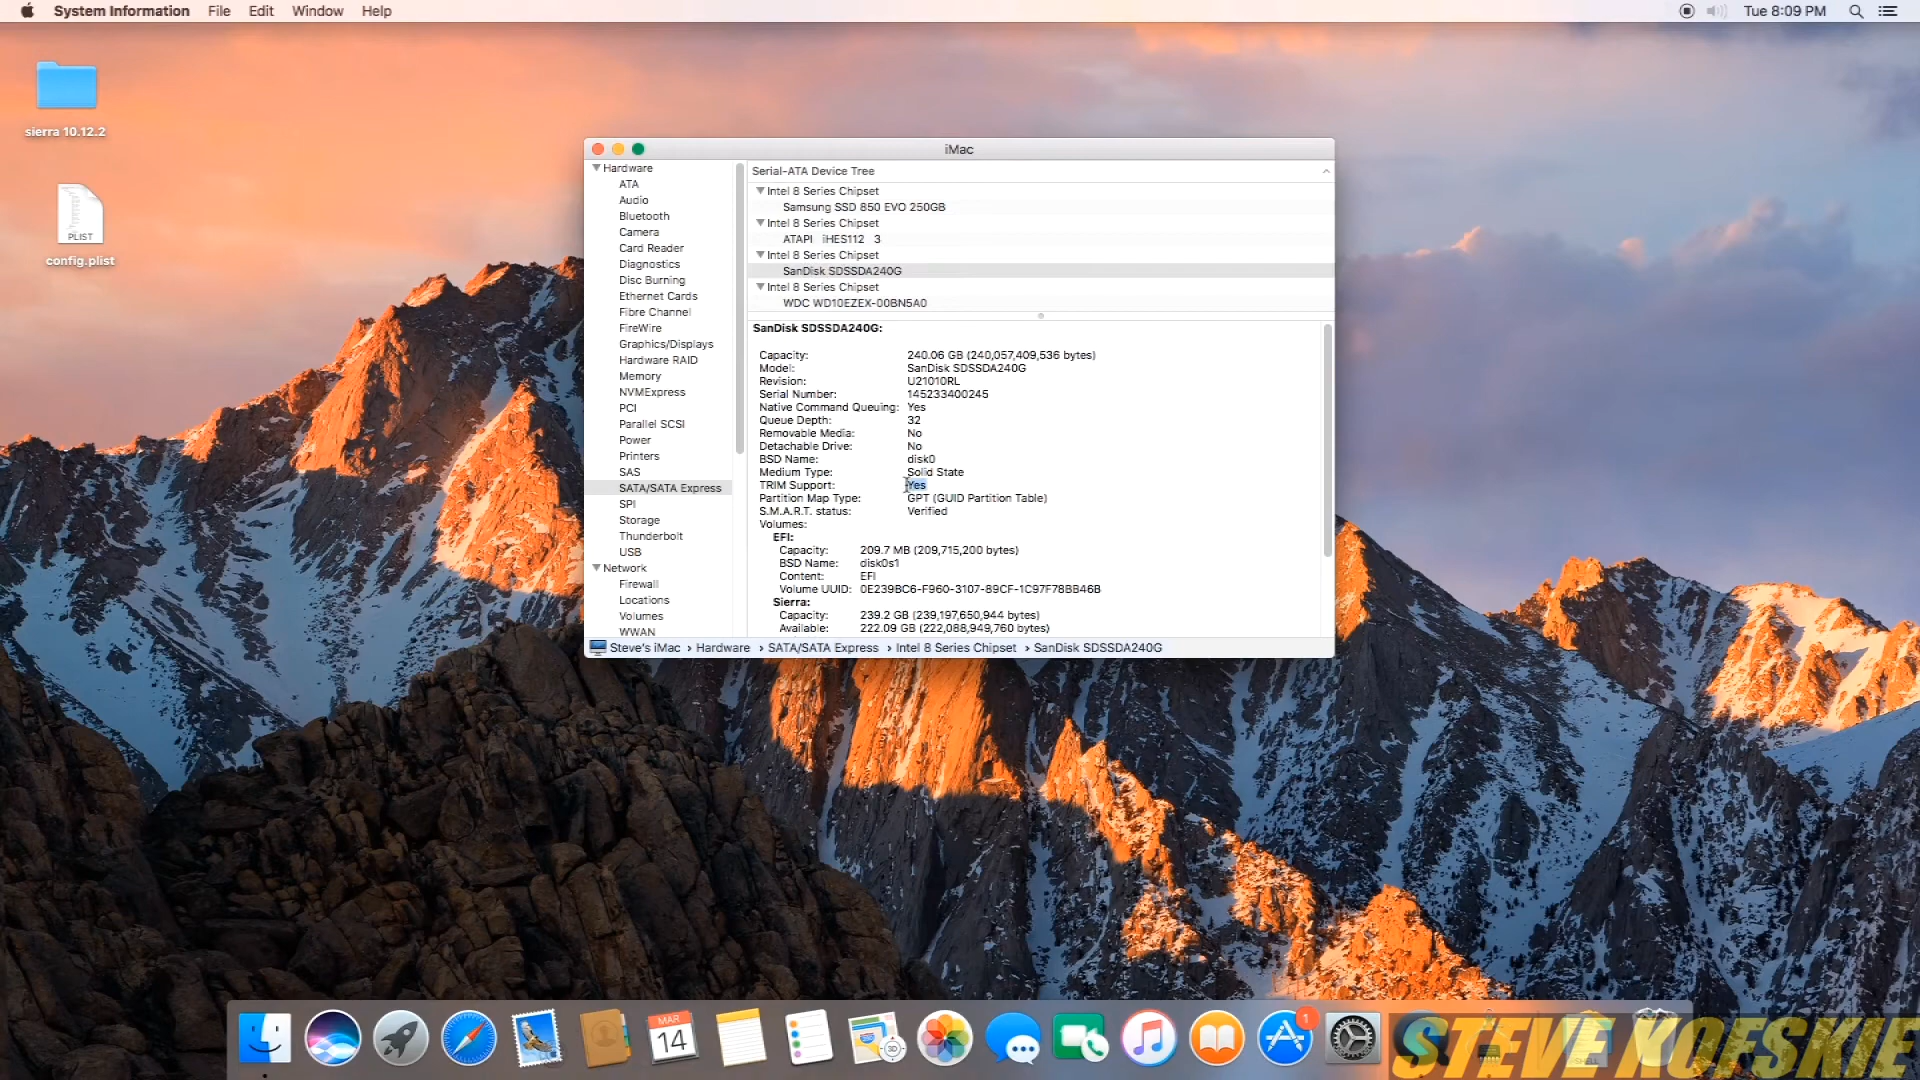 System Information File Edit Window Help
Tue 8:09 PM
sierra 10.12.2
PLIST
config.plist
iMac
Hardware
ATA
Audio
Bluetooth
Camera
Card Reader
Diagnostics
Disc Burning
Ethernet Cards
Fibre Channel
FireWire
Graphics/Displays
Hardware RAID
Memory
NVMExpress
PCI
Parallel SCSI
Power
Printers
SAS
SATA/SATA Express
SPI
Storage
Thunderbolt
USB
Network
Firewall
Locations
Volumes
WWAN
Serial-ATA Device Tree
Intel 8 Series Chipset
Samsung SSD 850 EVO 250GB
Intel 8 Series Chipset
ATAPI iHES112 3
Intel 8 Series Chipset
SanDisk SDSSDA240G
Intel 8 Series Chipset
WDC WD10EZEX-00BN5A0
SanDisk SDSSDA240G:
Capacity: 240.06 GB (240,057,409,536 bytes)
Model: SanDisk SDSSDA240G
Revision: U21010RL
Serial Number: 145233400245
Native Command Queuing: Yes
Queue Depth: 32
Removable Media: No
Detachable Drive: No
BSD Name: disk0
Medium Type: Solid State
TRIM Support: Yes
Partition Map Type: GPT (GUID Partition Table)
S.M.A.R.T. status: Verified
Volumes:
EFI:
Capacity: 209.7 MB (209,715,200 bytes)
BSD Name: disk0s1
Content: EFI
Volume UUID: 0E239BC6-F960-3107-89CF-1C97F78BB46B
Sierra:
Capacity: 239.2 GB (239,197,650,944 bytes)
Available: 222.09 GB (222,088,949,760 bytes)
Steve's iMac › Hardware › SATA/SATA Express › Intel 8 Series Chipset › SanDisk SDSSDA240G
MAR
14
3D
1
STEVE KOFSKIE